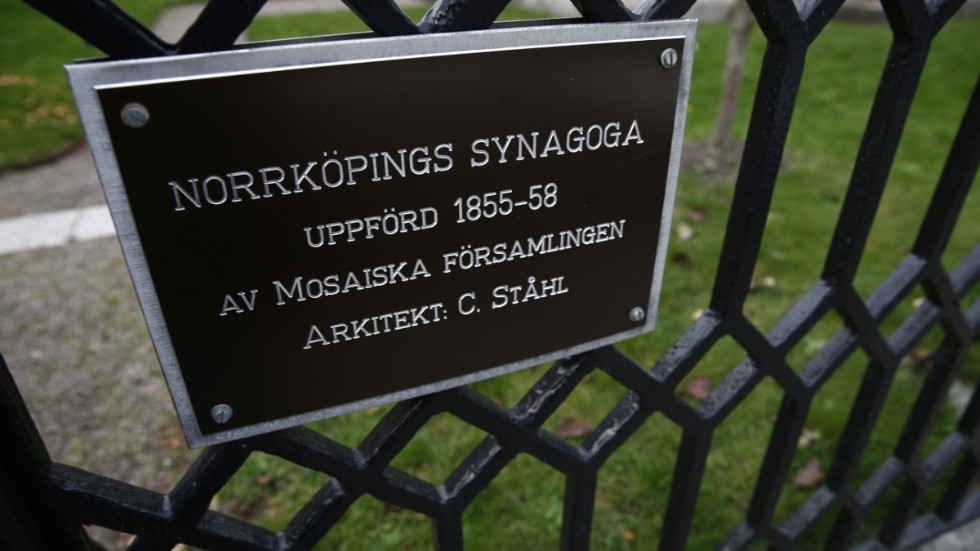 NORRKÖPINGS SYNAGOGA
UPPFÖRD 1855-58
AV MOSAISKA FÖRSAMLINGEN
ARKITEKT: C. STÅHL